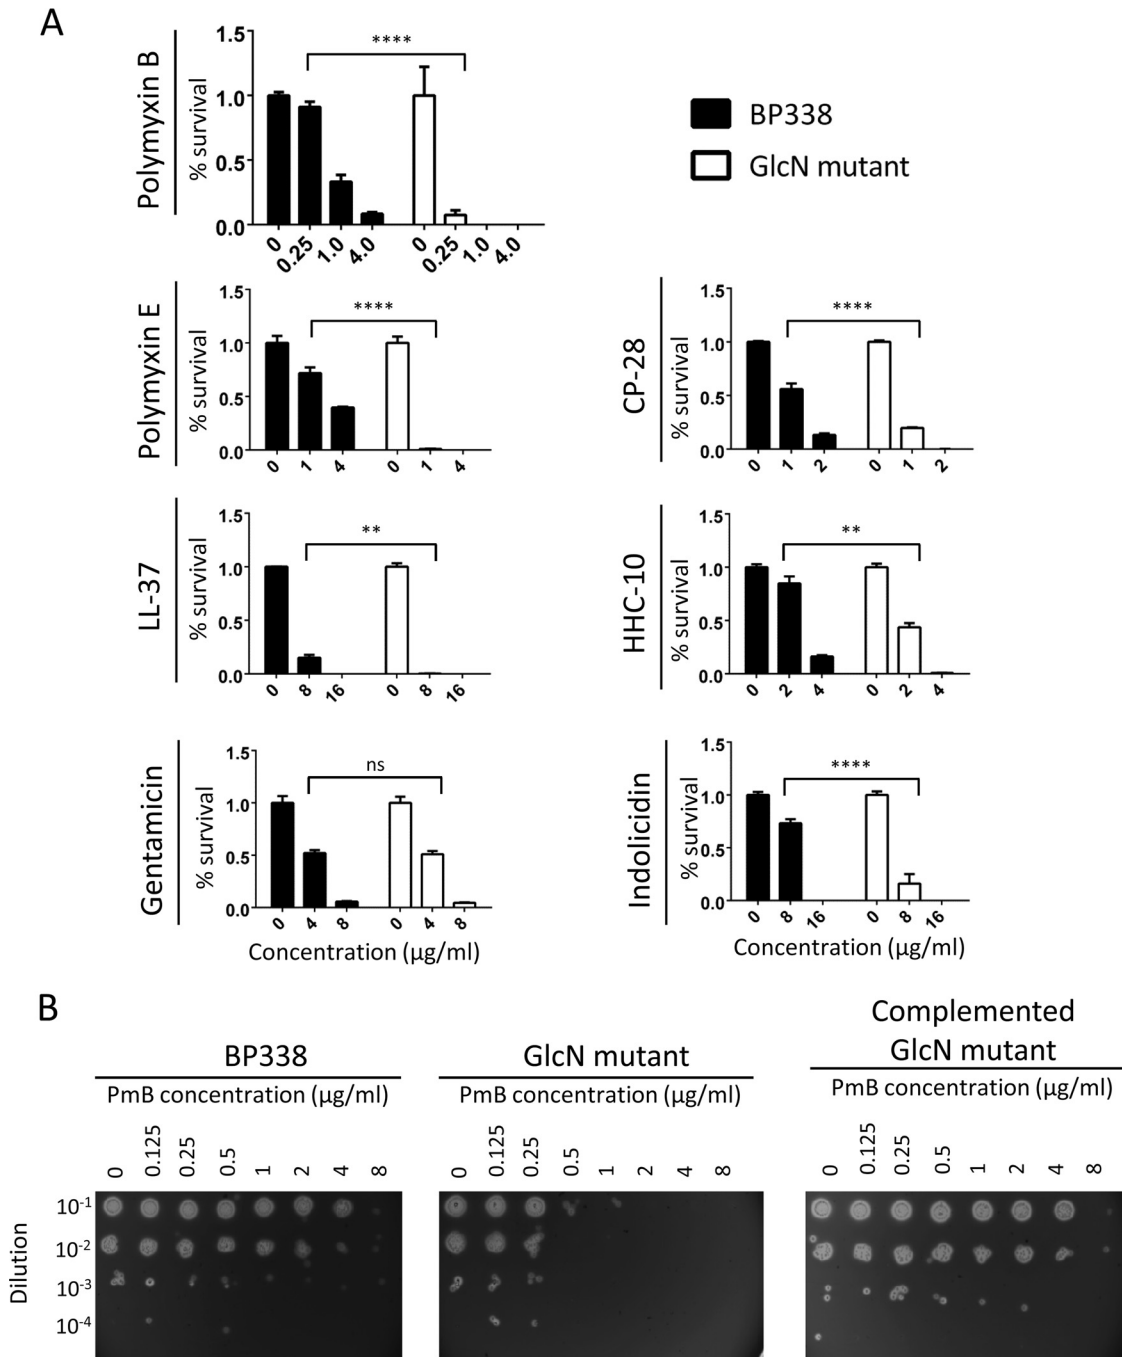 A
Polymyxin B
% survival
1.5
1.0
0.5
0.0
****
0 0.25 1.0 4.0 0 0.25 1.0 4.0
BP338
GlcN mutant
Polymyxin E
% survival
1.5
1.0
0.5
0.0
****
0 1 4 0 1 4
CP-28
% survival
1.5
1.0
0.5
0.0
****
0 1 2 0 1 2
LL-37
% survival
1.5
1.0
0.5
0.0
**
0 8 16 0 8 16
HHC-10
% survival
1.5
1.0
0.5
0.0
**
0 2 4 0 2 4
Gentamicin
% survival
1.5
1.0
0.5
0.0
ns
0 4 8 0 4 8
Concentration (µg/ml)
Indolicidin
% survival
1.5
1.0
0.5
0.0
****
0 8 16 0 8 16
Concentration (µg/ml)
B
BP338
PmB concentration (µg/ml)
0 0.125 0.25 0.5 1 2 4 8
GlcN mutant
PmB concentration (µg/ml)
0 0.125 0.25 0.5 1 2 4 8
Complemented
GlcN mutant
PmB concentration (µg/ml)
0 0.125 0.25 0.5 1 2 4 8
Dilution
10⁻¹
10⁻²
10⁻³
10⁻⁴